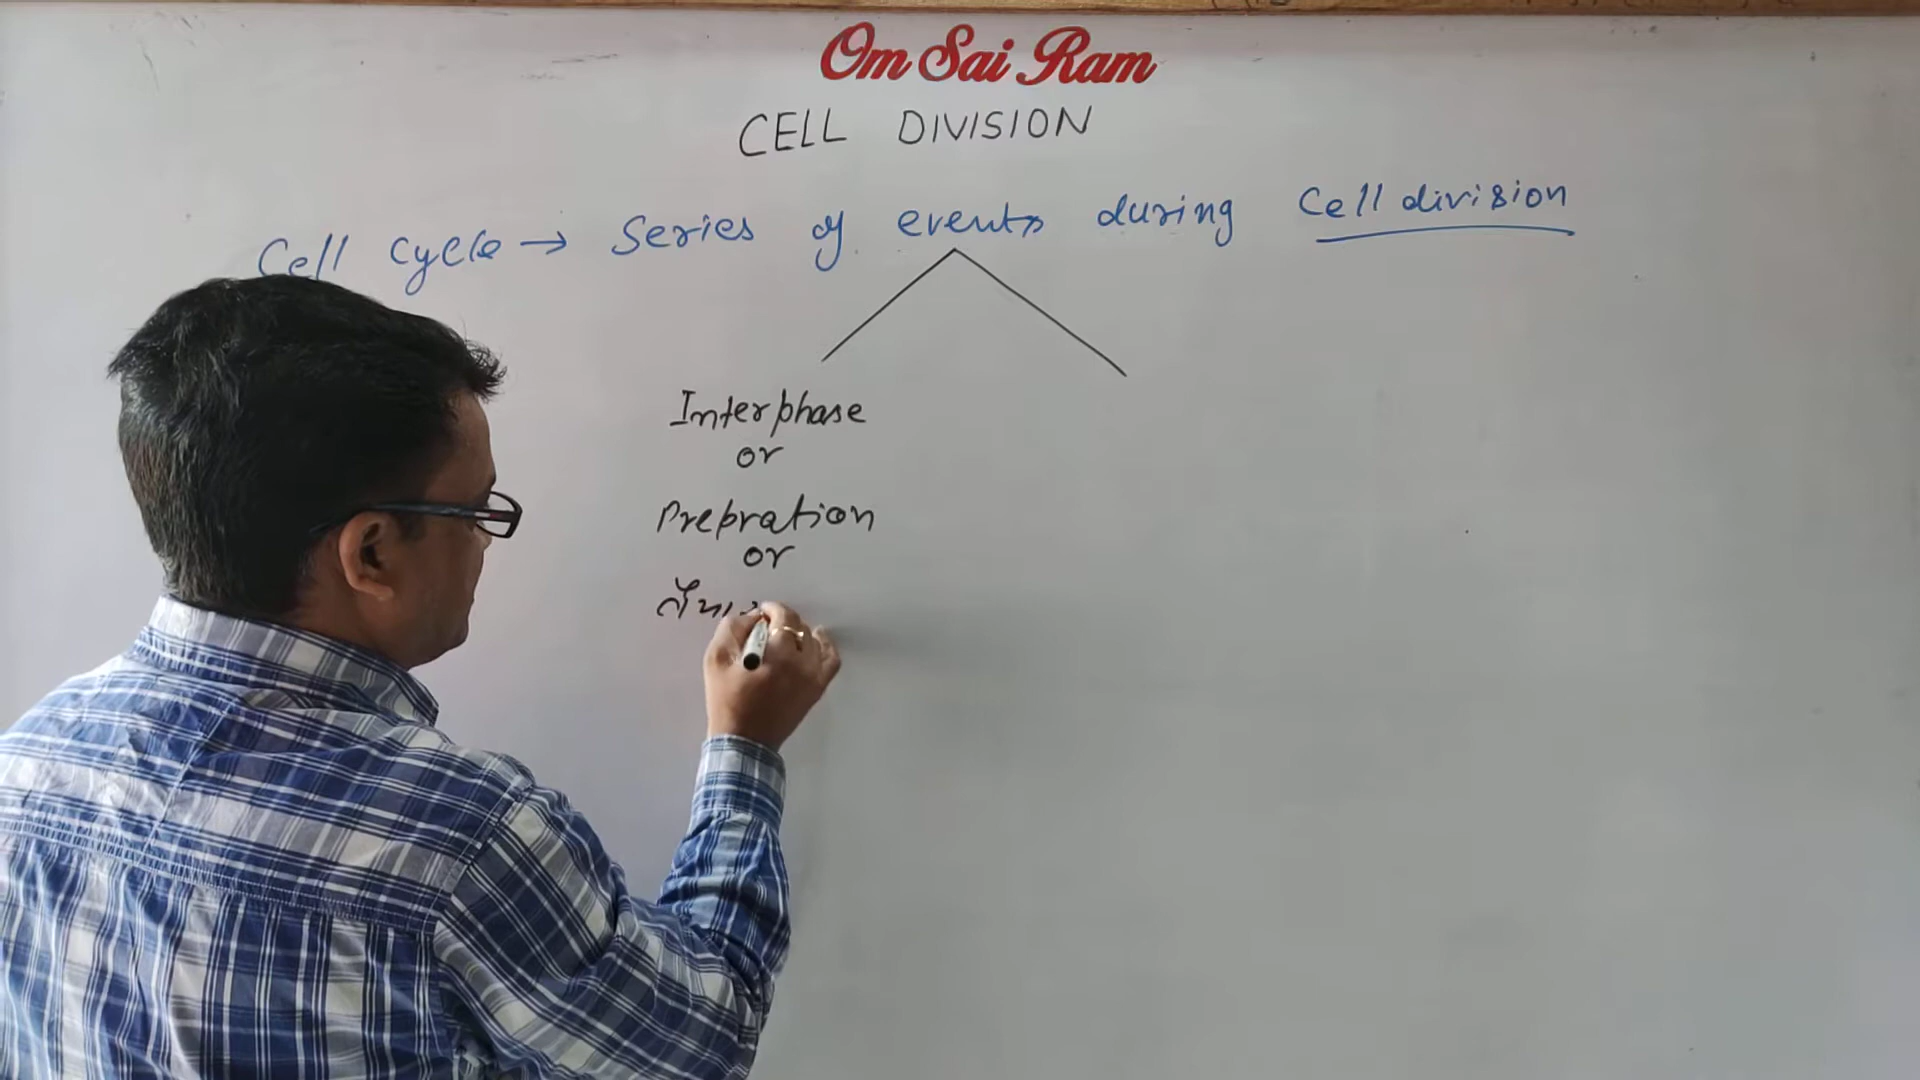 Om Sai Ram
CELL DIVISION
Cell cycle → Series of events during Cell division
Interphase
or
Prepration
or